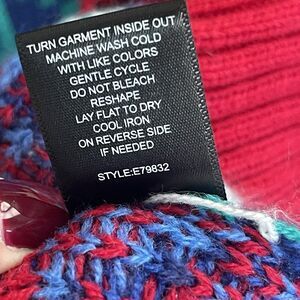 TURN GARMENT INSIDE OUT
MACHINE WASH COLD
WITH LIKE COLORS
GENTLE CYCLE
DO NOT BLEACH
RESHAPE
LAY FLAT TO DRY
COOL IRON
ON REVERSE SIDE
IF NEEDED
STYLE:E79832